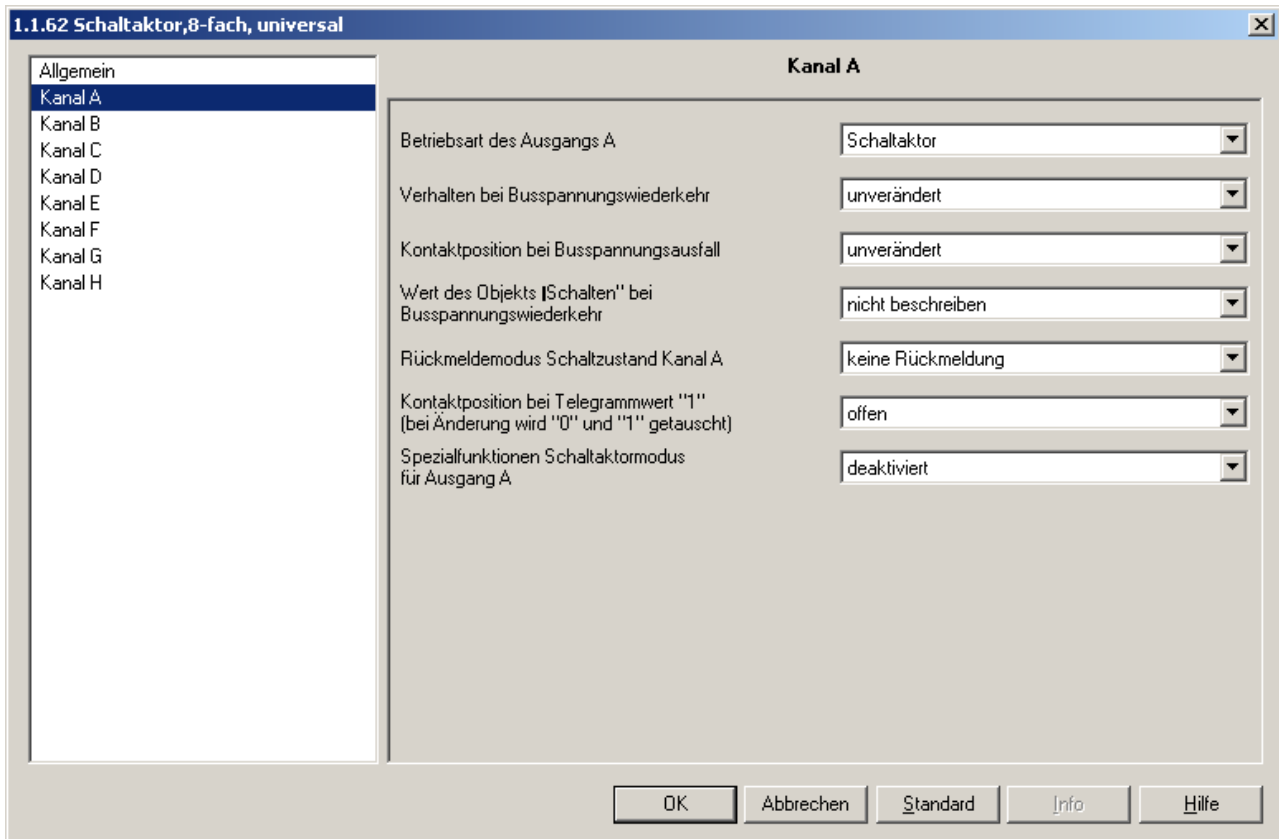 1.1.62 Schaltaktor,8-fach, universal
Allgemein
Kanal A
Kanal B
Kanal C
Kanal D
Kanal E
Kanal F
Kanal G
Kanal H
Kanal A
Betriebsart des Ausgangs A
Schaltaktor
Verhalten bei Busspannungswiederkehr
unverändert
Kontaktposition bei Busspannungsausfall
unverändert
Wert des Objekts |Schalten" bei
Busspannungswiederkehr
nicht beschreiben
Rückmeldemodus Schaltzustand Kanal A
keine Rückmeldung
Kontaktposition bei Telegrammwert "1"
(bei Änderung wird "0" und "1" getauscht)
offen
Spezialfunktionen Schaltaktormodus
für Ausgang A
deaktiviert
OK
Abbrechen
Standard
Info
Hilfe